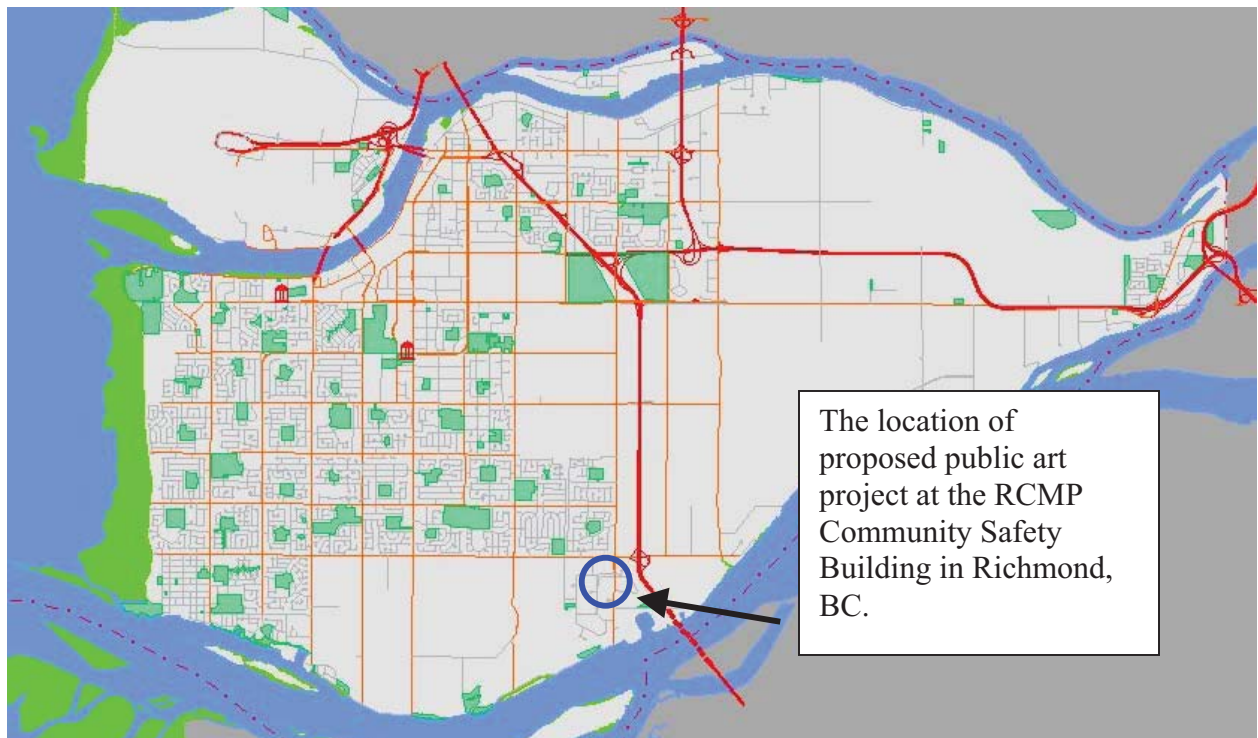 The location of
proposed public art
project at the RCMP
Community Safety
Building in Richmond,
BC.